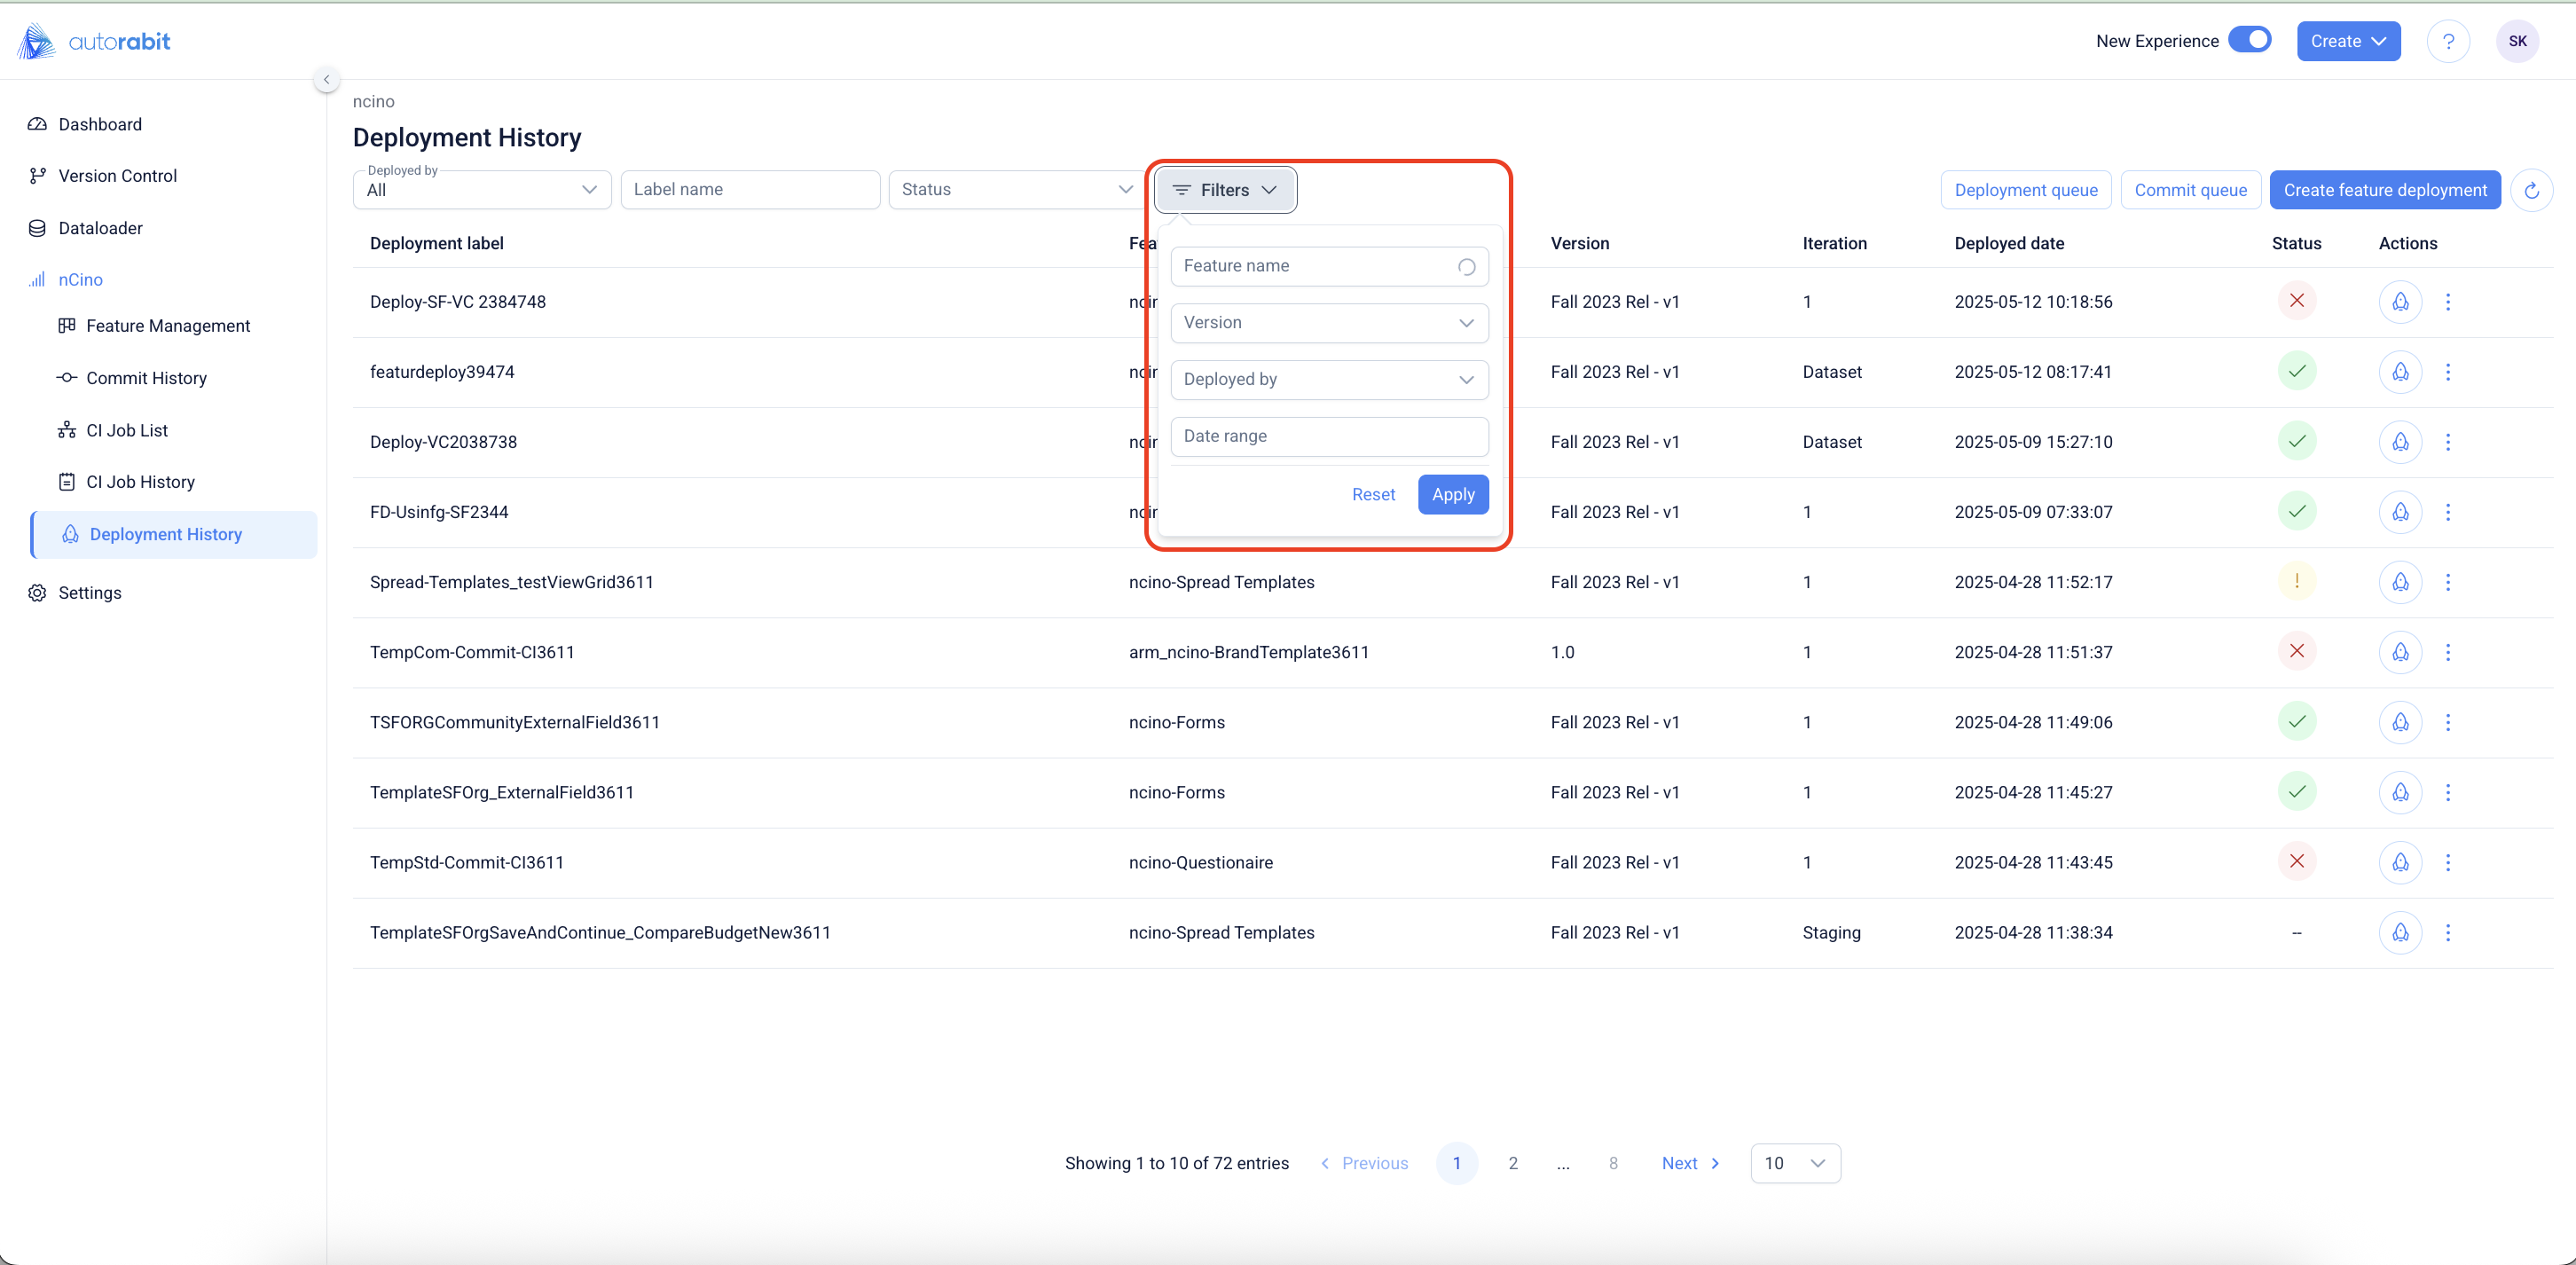 autorabit
New Experience
Create
?
SK
Dashboard
Version Control
Dataloader
nCino
Feature Management
Commit History
CI Job List
CI Job History
Deployment History
Settings
ncino
Deployment History
Deployed by
All
Label name
Status
Filters
Deployment queue
Commit queue
Create feature deployment
Feature name
Version
Deployed by
Date range
Reset
Apply
Deployment label Version Iteration Deployed date Status Actions
Deploy-SF-VC 2384748 Fall 2023 Rel - v1 1 2025-05-12 10:18:56
featurdeploy39474 Fall 2023 Rel - v1 Dataset 2025-05-12 08:17:41
Deploy-VC2038738 Fall 2023 Rel - v1 Dataset 2025-05-09 15:27:10
FD-Usinfg-SF2344 Fall 2023 Rel - v1 1 2025-05-09 07:33:07
Spread-Templates_testViewGrid3611 ncino-Spread Templates Fall 2023 Rel - v1 1 2025-04-28 11:52:17 !
TempCom-Commit-CI3611 arm_ncino-BrandTemplate3611 1.0 1 2025-04-28 11:51:37
TSFORGCommunityExternalField3611 ncino-Forms Fall 2023 Rel - v1 1 2025-04-28 11:49:06
TemplateSFOrg_ExternalField3611 ncino-Forms Fall 2023 Rel - v1 1 2025-04-28 11:45:27
TempStd-Commit-CI3611 ncino-Questionaire Fall 2023 Rel - v1 1 2025-04-28 11:43:45
TemplateSFOrgSaveAndContinue_CompareBudgetNew3611 ncino-Spread Templates Fall 2023 Rel - v1 Staging 2025-04-28 11:38:34 --
Showing 1 to 10 of 72 entries Previous 1 2 ... 8 Next 10